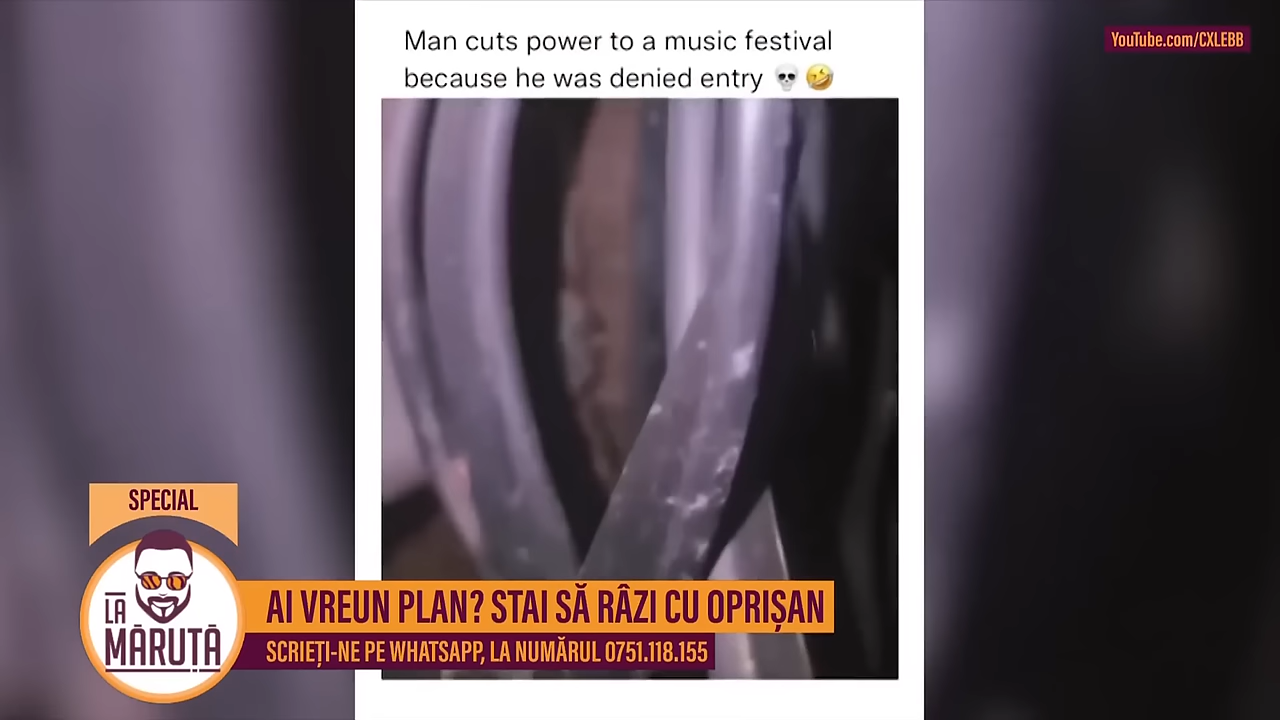 Man cuts power to a music festival
because he was denied entry 💀🤣
YouTube.com/CXLEBB
SPECIAL
LA
MĂRUȚĂ
AI VREUN PLAN? STAI SĂ RÂZI CU OPRIȘAN
SCRIEȚI-NE PE WHATSAPP, LA NUMĂRUL 0751.118.155